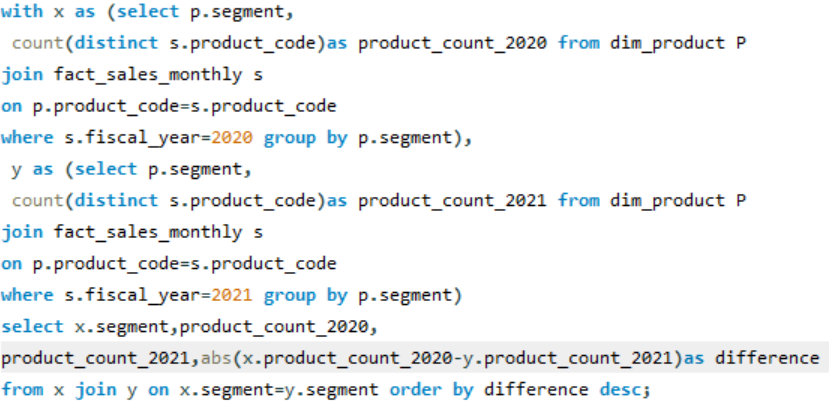 with x as (select p.segment,
count(distinct s.product_code)as product_count_2020 from dim_product P
join fact_sales_monthly s
on p.product_code=s.product_code
where s.fiscal_year=2020 group by p.segment),
y as (select p.segment,
count(distinct s.product_code)as product_count_2021 from dim_product P
join fact_sales_monthly s
on p.product_code=s.product_code
where s.fiscal_year=2021 group by p.segment)
select x.segment,product_count_2020,
product_count_2021,abs(x.product_count_2020-y.product_count_2021)as difference
from x join y on x.segment=y.segment order by difference desc;